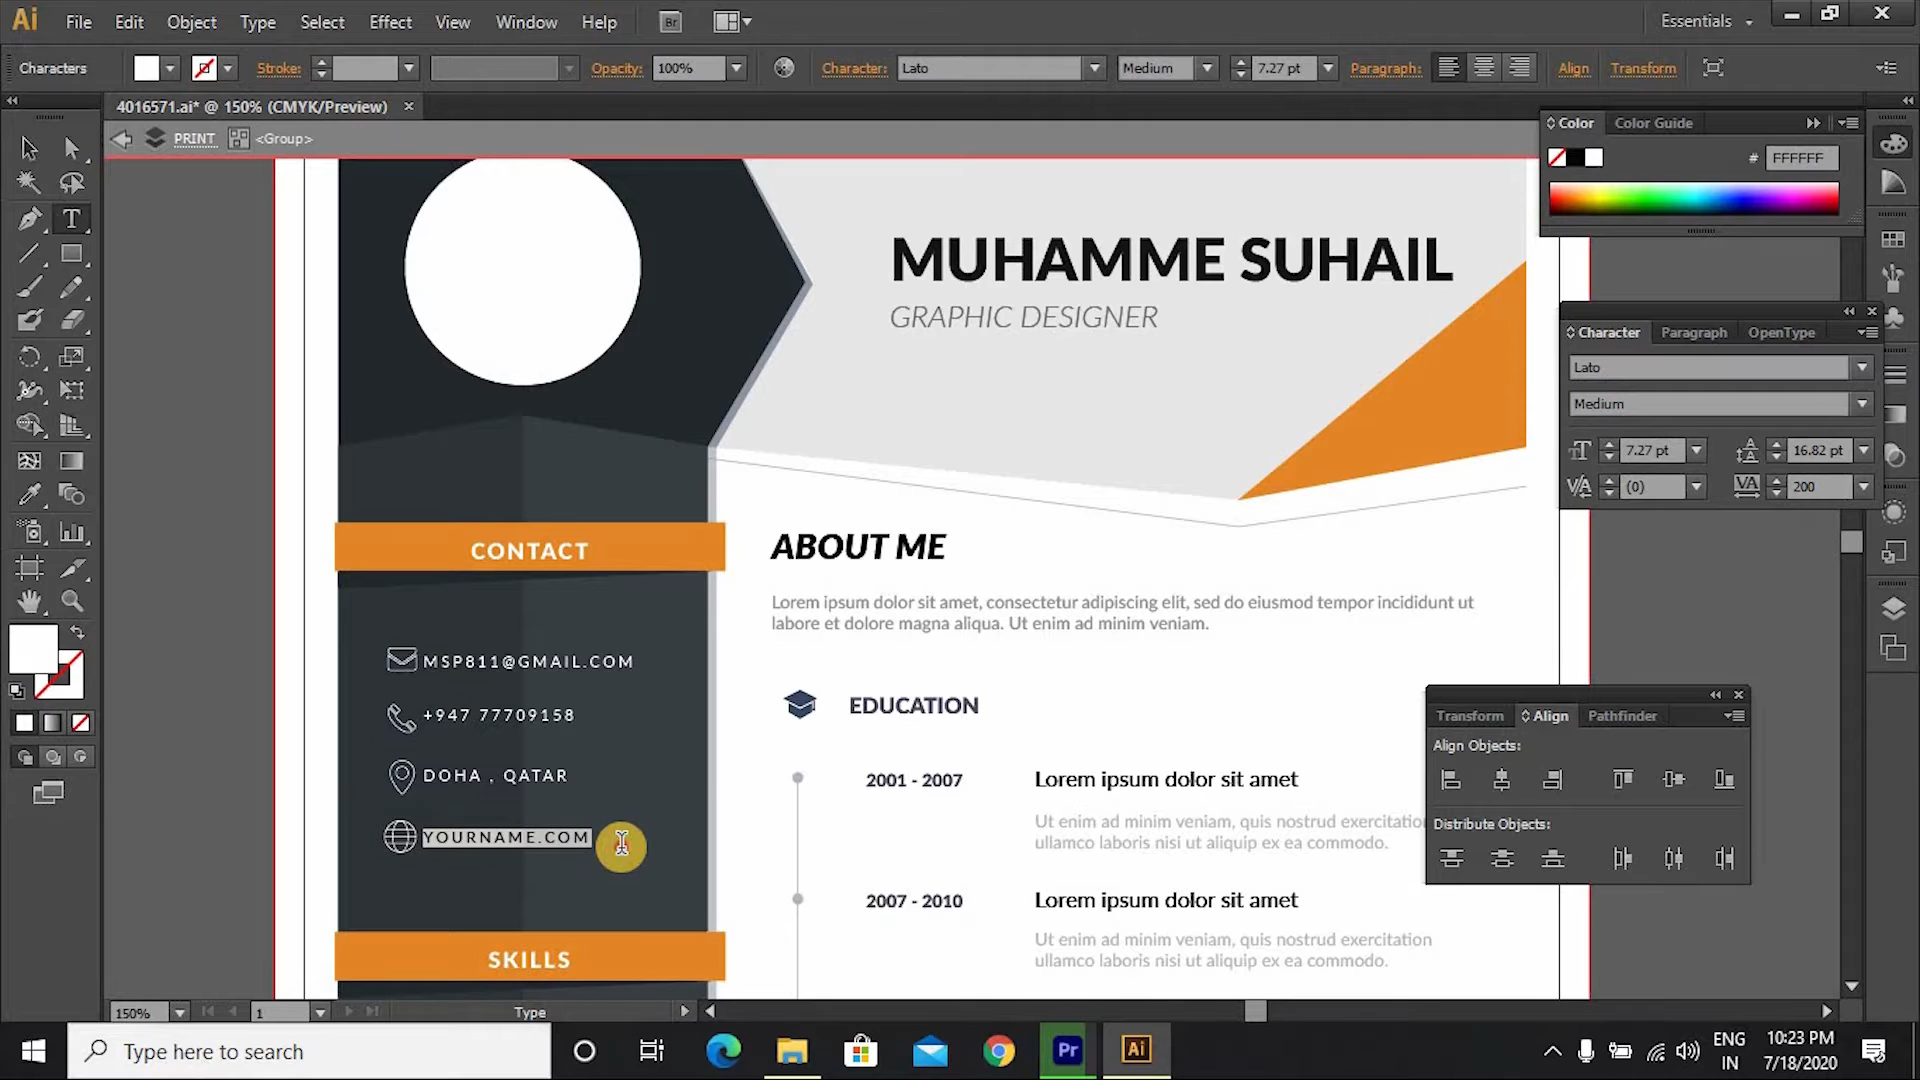 Ai File Edit Object Type Select Effect View Window Help Br Essentials
Characters Stroke: Opacity: 100% Character: Lato Medium 7.27 pt Paragraph: Align Transform
4016571.ai* @ 150% (CMYK/Preview)
PRINT <Group>
Color Color Guide
# FFFFFF
MUHAMME SUHAIL
GRAPHIC DESIGNER
Character Paragraph OpenType
Lato
Medium
7.27 pt 16.82 pt
(0) 200
CONTACT
MSP811@GMAIL.COM
+947 77709158
DOHA , QATAR
YOURNAME.COM
SKILLS
ABOUT ME
Lorem ipsum dolor sit amet, consectetur adipiscing elit, sed do eiusmod tempor incididunt ut
labore et dolore magna aliqua. Ut enim ad minim veniam.
EDUCATION
2001 - 2007 Lorem ipsum dolor sit amet
Ut enim ad minim veniam, quis nostrud exercitation
ullamco laboris nisi ut aliquip ex ea commodo.
2007 - 2010 Lorem ipsum dolor sit amet
Ut enim ad minim veniam, quis nostrud exercitation
ullamco laboris nisi ut aliquip ex ea commodo.
Transform Align Pathfinder
Align Objects:
Distribute Objects:
150% 1 Type
Type here to search
Pr Ai
ENG 10:23 PM
IN 7/18/2020